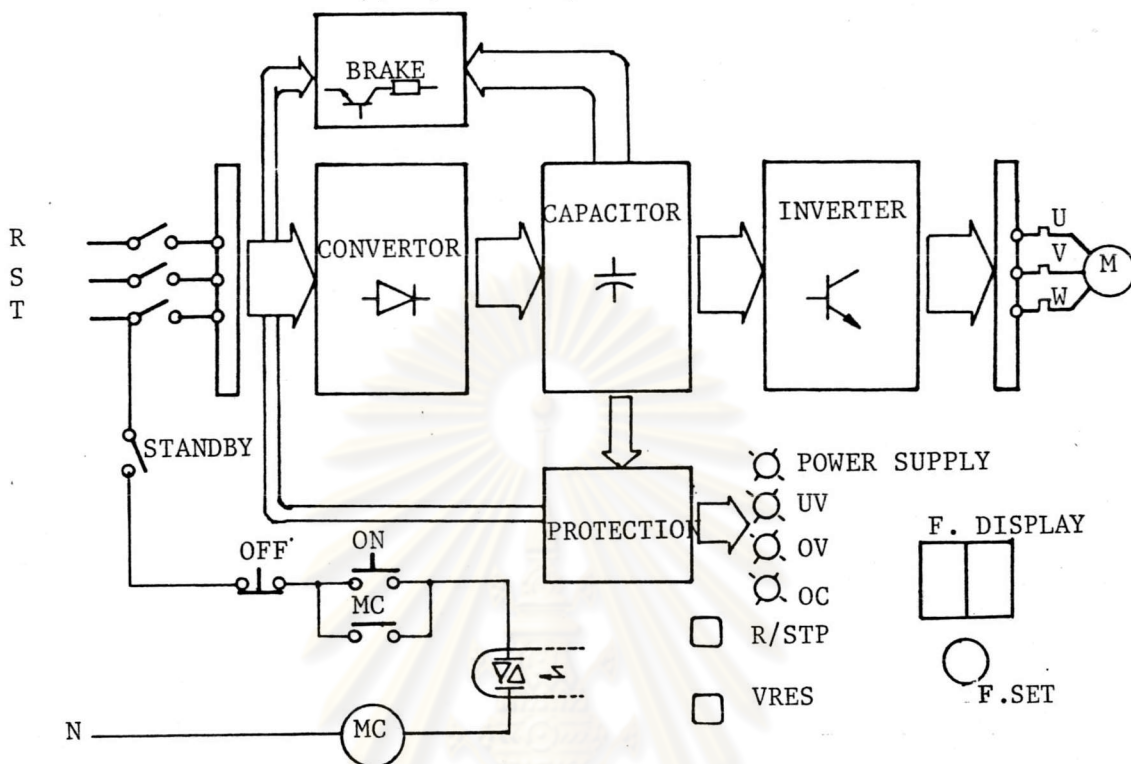 BRAKE
R
S
T
CONVERTOR
CAPACITOR
INVERTER
U
V
W
M
STANDBY
OFF
ON
MC
PROTECTION
POWER SUPPLY
UV
OV
OC
R/STP
VRES
F. DISPLAY
F.SET
N
MC